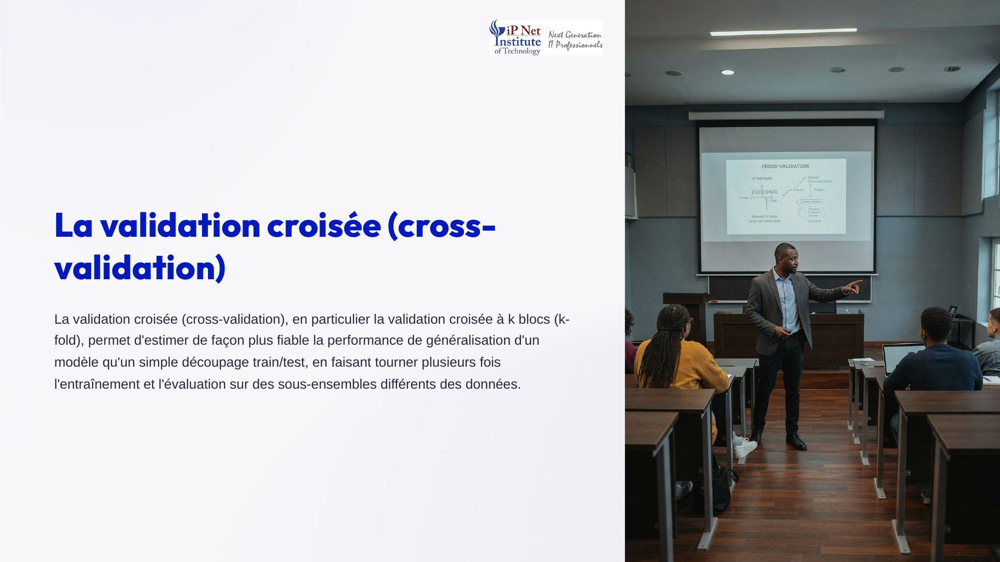 iP Net
Institute
of Technology
Next Generation
IT Professionnels
La validation croisée (cross-
validation)
La validation croisée (cross-validation), en particulier la validation croisée à k blocs (k-
fold), permet d'estimer de façon plus fiable la performance de généralisation d'un
modèle qu'un simple découpage train/test, en faisant tourner plusieurs fois
l'entraînement et l'évaluation sur des sous-ensembles différents des données.
CROSS-VALIDATION
K-Fold Split:
[1[2][3]4[5]
Test
Repeats K times
Each fold tests once